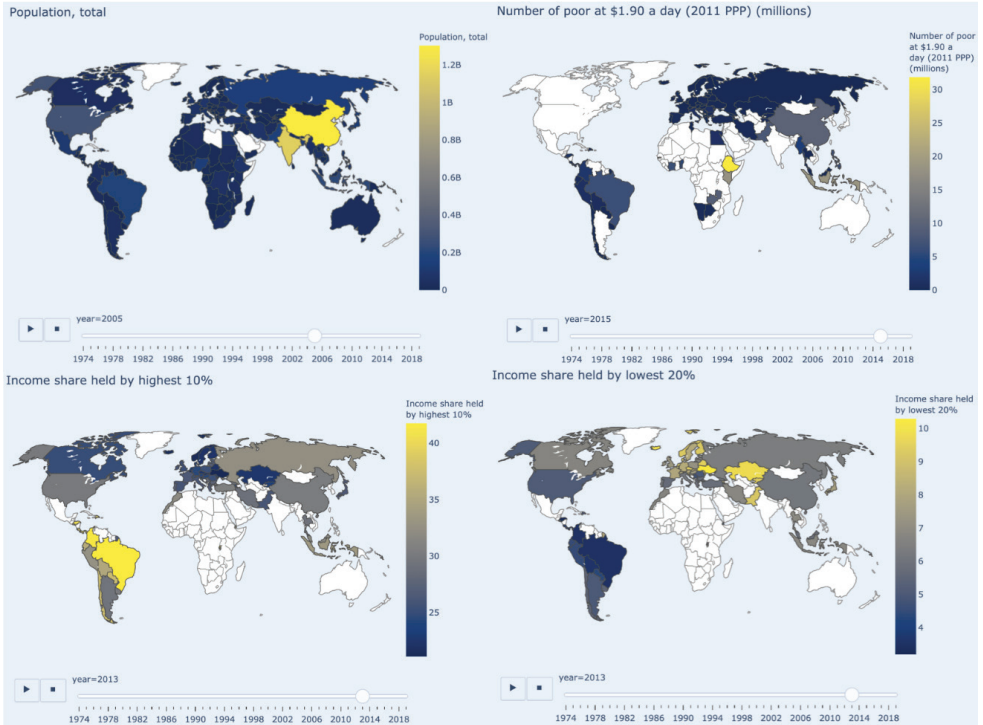 Population, total
Population, total
1.2B
1B
0.8B
0.6B
0.4B
0.2B
0
year=2005
1974 1978 1982 1986 1990 1994 1998 2002 2006 2010 2014 2018
Number of poor at $1.90 a day (2011 PPP) (millions)
Number of poor
at $1.90 a
day (2011 PPP)
(millions)
30
25
20
15
10
5
0
year=2015
1974 1978 1982 1986 1990 1994 1998 2002 2006 2010 2014 2018
Income share held by highest 10%
Income share held
by highest 10%
40
35
30
25
year=2013
1974 1978 1982 1986 1990 1994 1998 2002 2006 2010 2014 2018
Income share held by lowest 20%
Income share held
by lowest 20%
10
9
8
7
6
5
4
year=2013
1974 1978 1982 1986 1990 1994 1998 2002 2006 2010 2014 2018